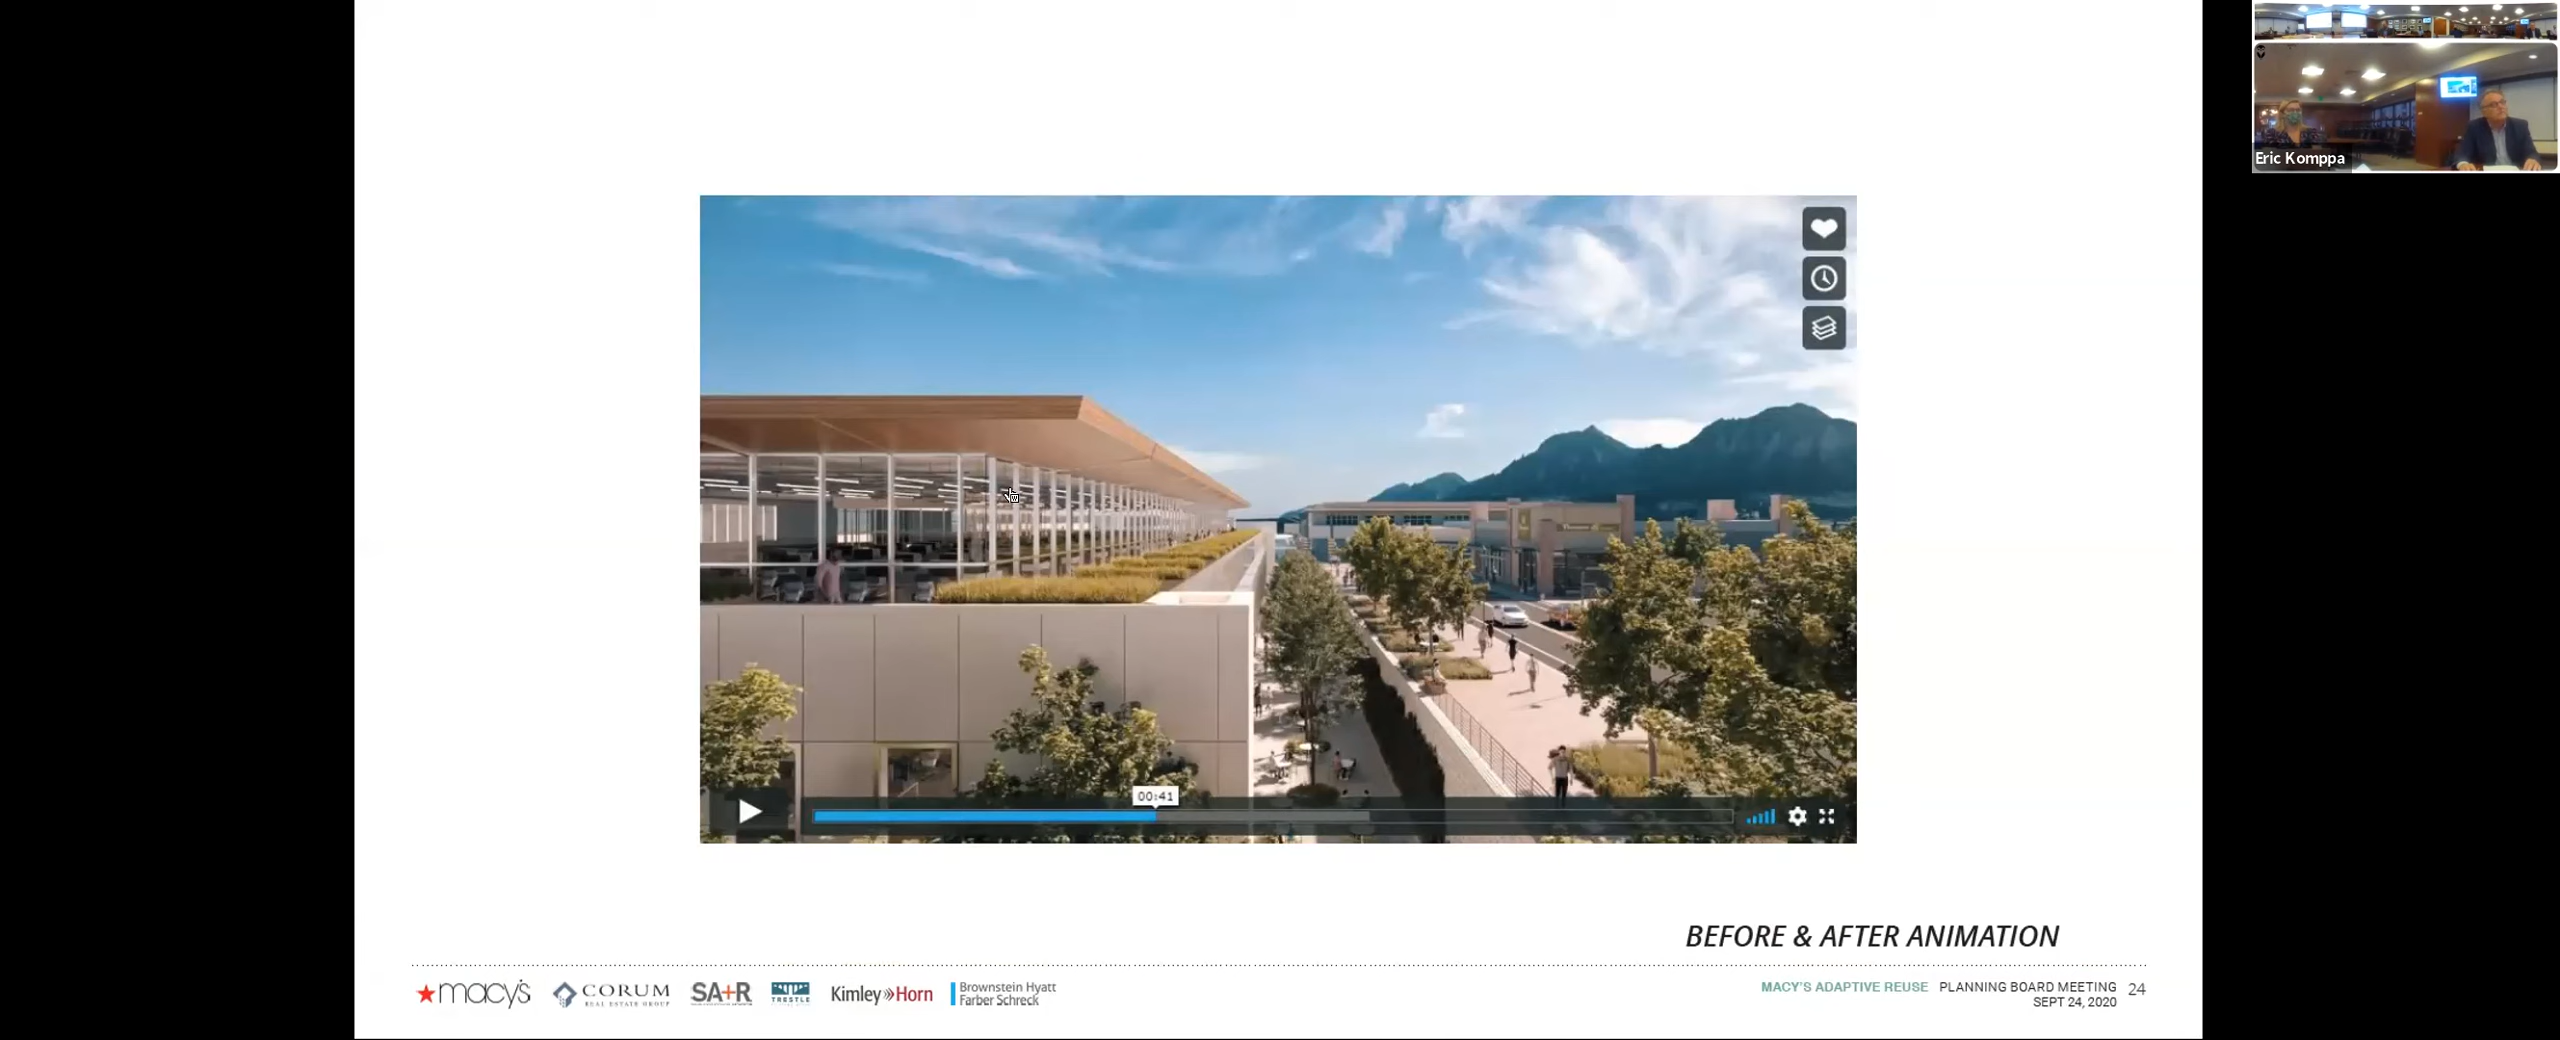 Eric Komppa
00:41
BEFORE & AFTER ANIMATION
macy's
CORUM
REAL ESTATE GROUP
SA+R
TRESTLE
Kimley»Horn
Brownstein Hyatt
Farber Schreck
MACY'S ADAPTIVE REUSE PLANNING BOARD MEETING 24
SEPT 24, 2020